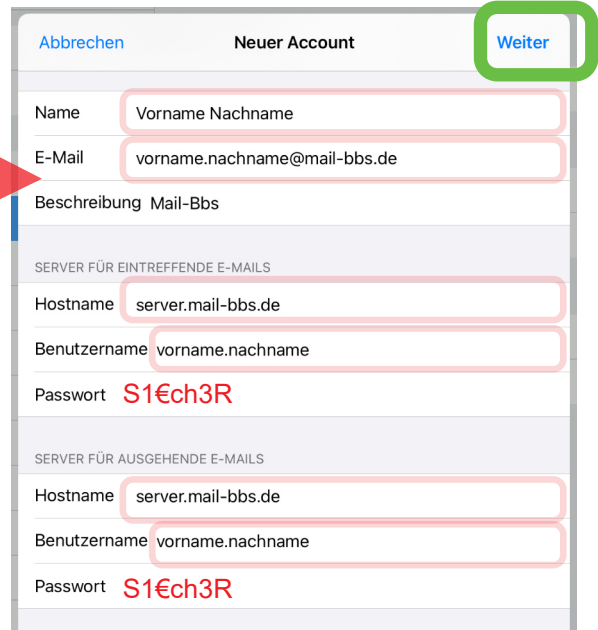 Abbrechen Neuer Account Weiter
Name Vorname Nachname
E-Mail vorname.nachname@mail-bbs.de
Beschreibung Mail-Bbs
SERVER FÜR EINTREFFENDE E-MAILS
Hostname server.mail-bbs.de
Benutzername vorname.nachname
Passwort S1€ch3R
SERVER FÜR AUSGEHENDE E-MAILS
Hostname server.mail-bbs.de
Benutzername vorname.nachname
Passwort S1€ch3R